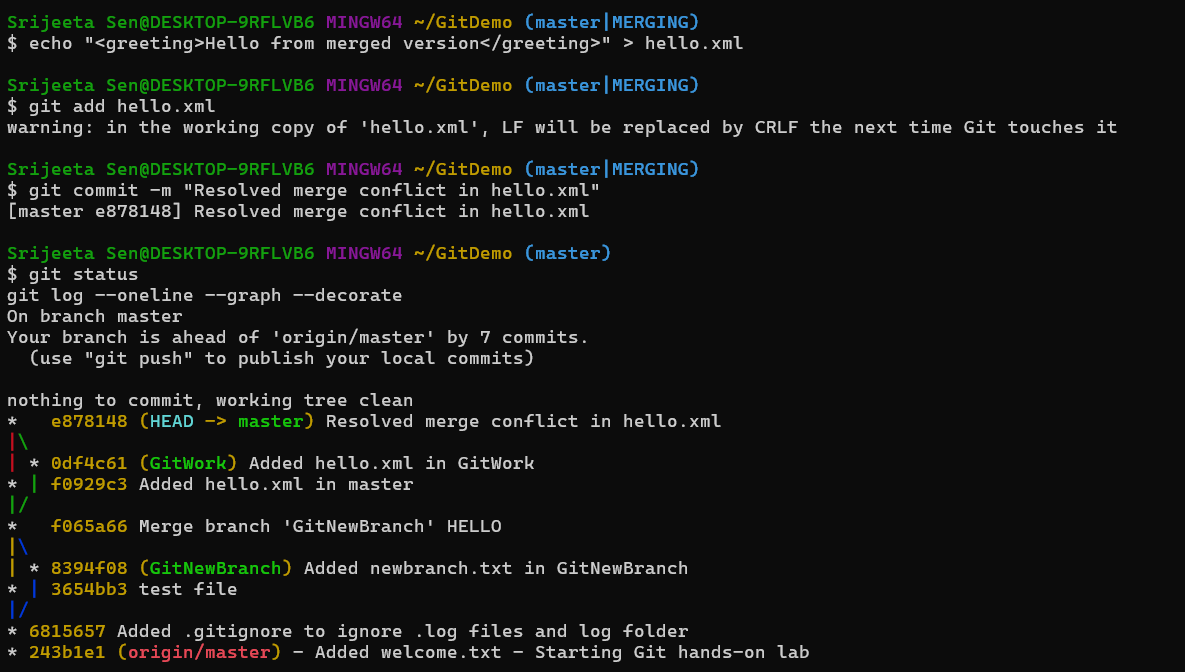 Srijeeta Sen@DESKTOP-9RFLVB6 MINGW64 ~/GitDemo (master|MERGING)
$ echo "<greeting>Hello from merged version</greeting>" > hello.xml

Srijeeta Sen@DESKTOP-9RFLVB6 MINGW64 ~/GitDemo (master|MERGING)
$ git add hello.xml
warning: in the working copy of 'hello.xml', LF will be replaced by CRLF the next time Git touches it

Srijeeta Sen@DESKTOP-9RFLVB6 MINGW64 ~/GitDemo (master|MERGING)
$ git commit -m "Resolved merge conflict in hello.xml"
[master e878148] Resolved merge conflict in hello.xml

Srijeeta Sen@DESKTOP-9RFLVB6 MINGW64 ~/GitDemo (master)
$ git status
git log --oneline --graph --decorate
On branch master
Your branch is ahead of 'origin/master' by 7 commits.
  (use "git push" to publish your local commits)

nothing to commit, working tree clean
*   e878148 (HEAD -> master) Resolved merge conflict in hello.xml
|\
| * 0df4c61 (GitWork) Added hello.xml in GitWork
* | f0929c3 Added hello.xml in master
|/
*   f065a66 Merge branch 'GitNewBranch' HELLO
|\
| * 8394f08 (GitNewBranch) Added newbranch.txt in GitNewBranch
* | 3654bb3 test file
|/
* 6815657 Added .gitignore to ignore .log files and log folder
* 243b1e1 (origin/master) - Added welcome.txt - Starting Git hands-on lab